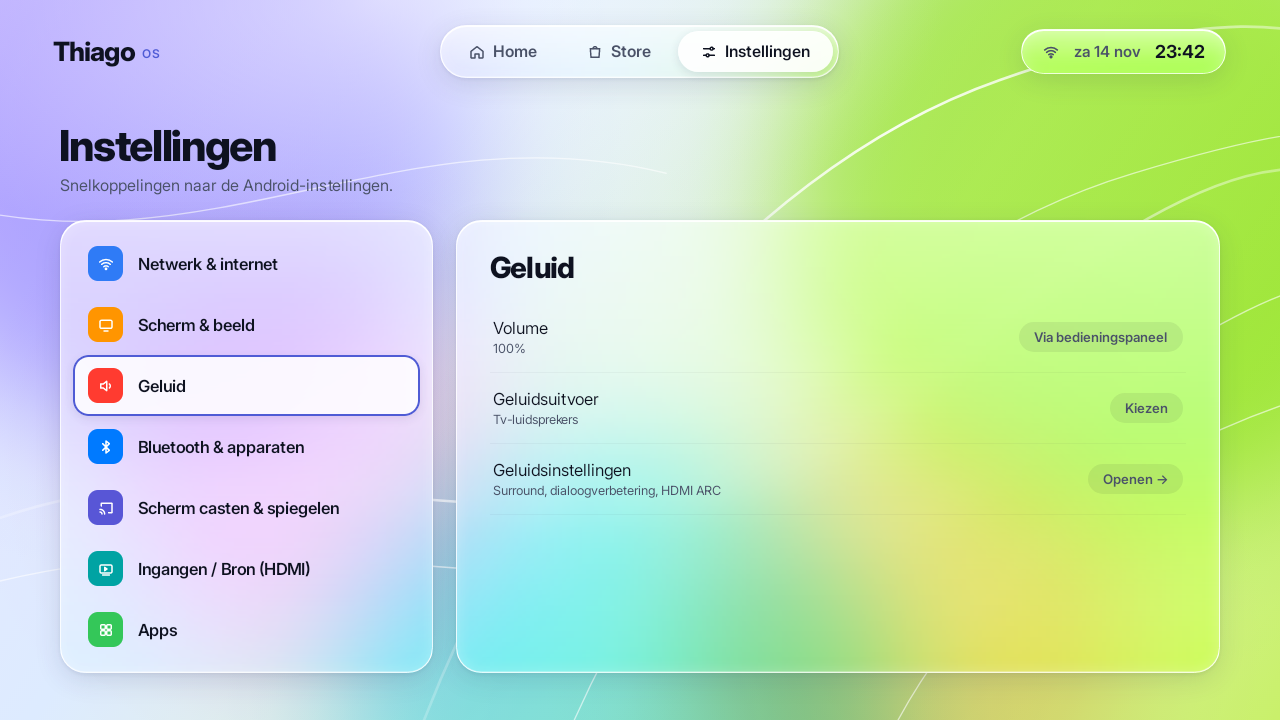 Thiago OS
Home
Store
Instellingen
za 14 nov
23:42
Instellingen
Snelkoppelingen naar de Android-instellingen.
Netwerk & internet
Scherm & beeld
Geluid
Bluetooth & apparaten
Scherm casten & spiegelen
Ingangen / Bron (HDMI)
Apps
Geluid
Volume
100%
Via bedieningspaneel
Geluidsuitvoer
Tv-luidsprekers
Kiezen
Geluidsinstellingen
Surround, dialoogverbetering, HDMI ARC
Openen →